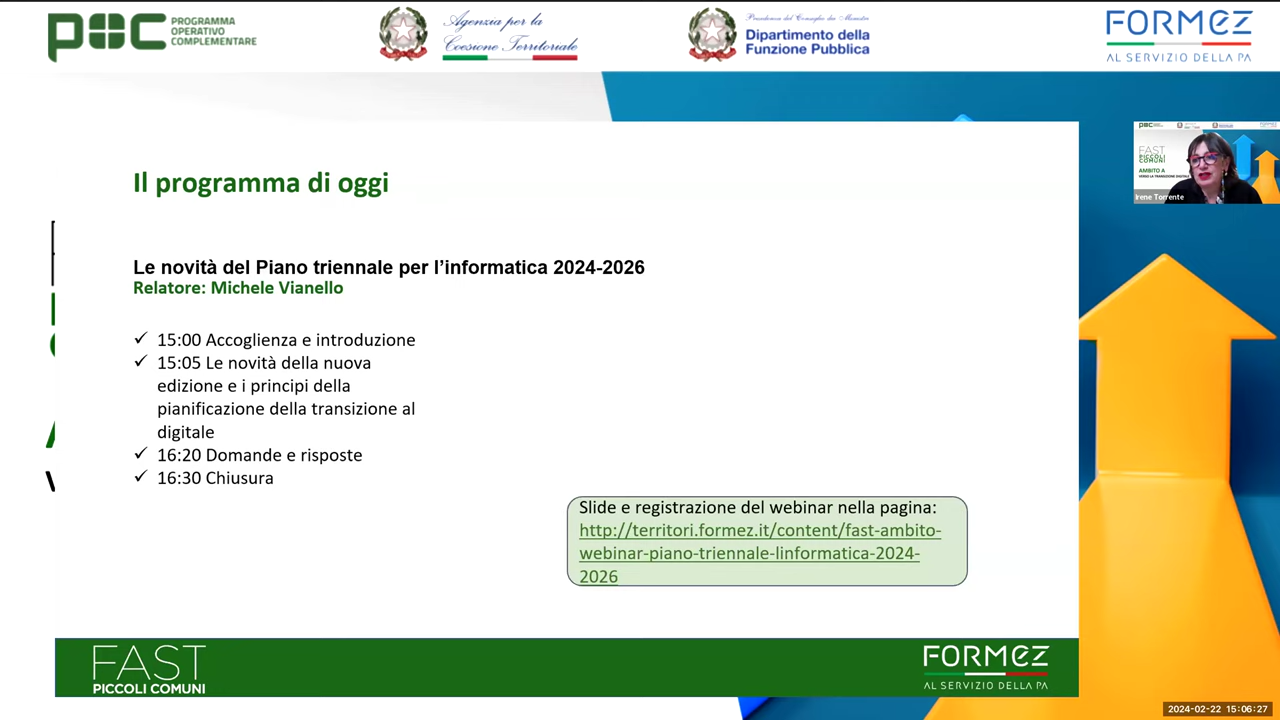 POC PROGRAMMA
OPERATIVO
COMPLEMENTARE
Agenzia per la
Coesione Territoriale
Presidenza del Consiglio dei Ministri
Dipartimento della
Funzione Pubblica
FORMEZ
AL SERVIZIO DELLA PA
Il programma di oggi
Le novità del Piano triennale per l’informatica 2024-2026
Relatore: Michele Vianello
✓ 15:00 Accoglienza e introduzione
✓ 15:05 Le novità della nuova
edizione e i principi della
pianificazione della transizione al
digitale
✓ 16:20 Domande e risposte
✓ 16:30 Chiusura
Slide e registrazione del webinar nella pagina:
http://territori.formez.it/content/fast-ambito-
webinar-piano-triennale-linformatica-2024-
2026
FAST
PICCOLI COMUNI
FORMEZ
AL SERVIZIO DELLA PA
FAST
PICCOLI
COMUNI
AMBITO A
VERSO LA TRANSIZIONE DIGITALE
Irene Torrente
2024-02-22 15:06:27